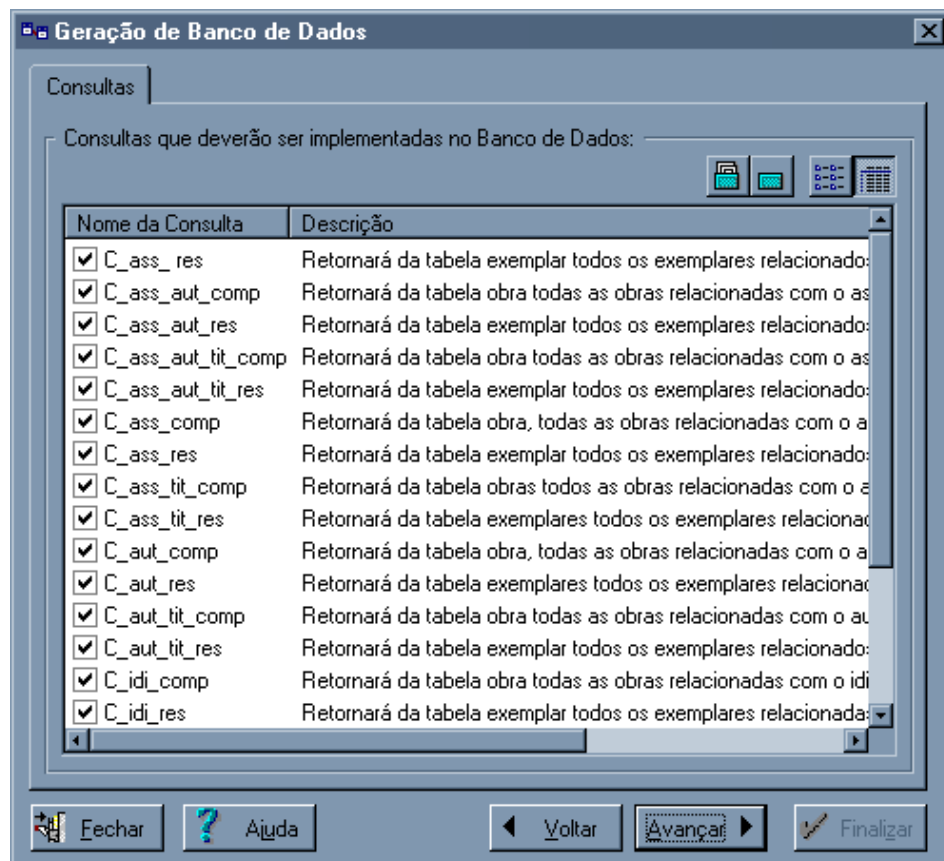 Geração de Banco de Dados
Consultas
Consultas que deverão ser implementadas no Banco de Dados:
Nome da Consulta Descrição
C_ass_ res Retornará da tabela exemplar todos os exemplares relacionados
C_ass_aut_comp Retornará da tabela obra todas as obras relacionadas com o as
C_ass_aut_res Retornará da tabela exemplar todos os exemplares relacionados
C_ass_aut_tit_comp Retornará da tabela obra todas as obras relacionadas com o as
C_ass_aut_tit_res Retornará da tabela exemplar todos os exemplares relacionados
C_ass_comp Retornará da tabela obra, todas as obras relacionadas com o a
C_ass_res Retornará da tabela exemplar todos os exemplares relacionados
C_ass_tit_comp Retornará da tabela obras todos as obras relacionadas com o a
C_ass_tit_res Retornará da tabela exemplares todos os exemplares relacionad
C_aut_comp Retornará da tabela obra, todas as obras relacionadas com o a
C_aut_res Retornará da tabela exemplares todos os exemplares relacionad
C_aut_tit_comp Retornará da tabela obra todas as obras relacionadas com o au
C_aut_tit_res Retornará da tabela exemplar todos os exemplares relacionados
C_idi_comp Retornará da tabela obra todas as obras relacionadas com o idi
C_idi_res Retornará da tabela exemplar todos os exemplares relacionadas
Fechar Ajuda Voltar Avançar Finalizar